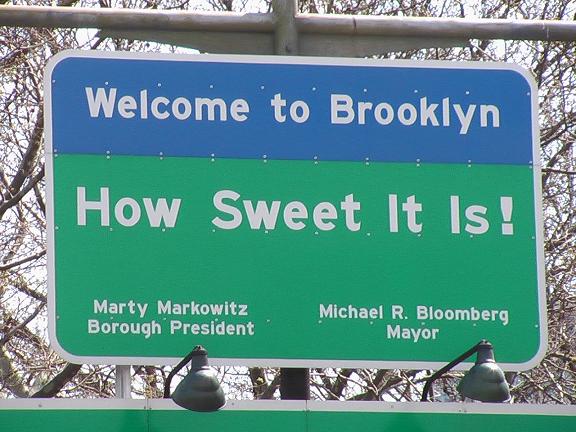 Welcome to Brooklyn
How Sweet It Is!
Marty Markowitz
Borough President
Michael R. Bloomberg
Mayor